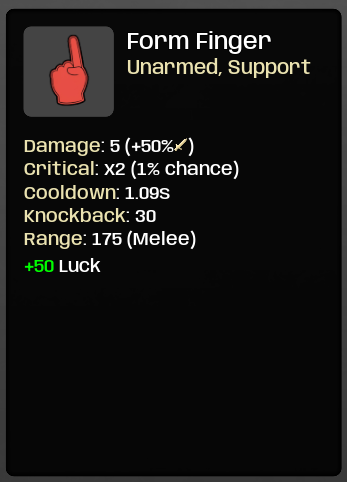 Form Finger
Unarmed, Support
Damage: 5 (+50%)
Critical: x2 (1% chance)
Cooldown: 1.09s
Knockback: 30
Range: 175 (Melee)
+50 Luck